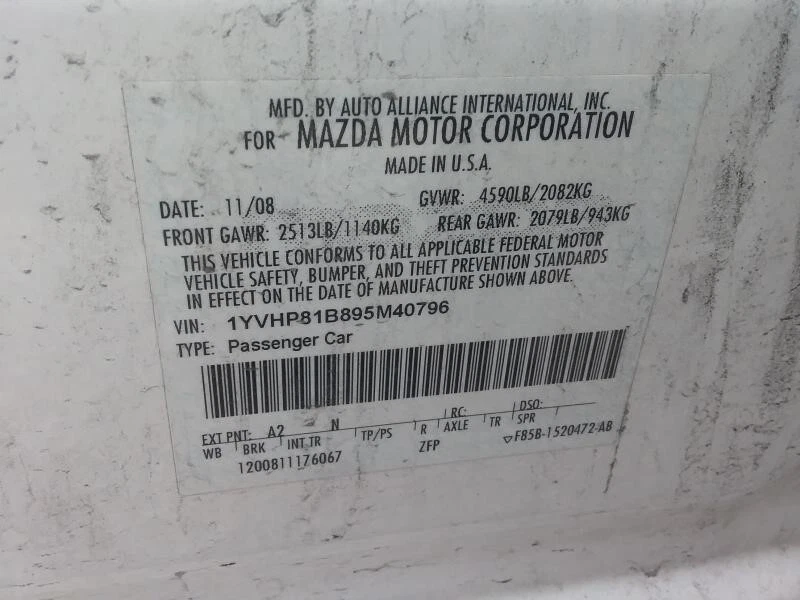 MFD. BY AUTO ALLIANCE INTERNATIONAL, INC.
FOR MAZDA MOTOR CORPORATION
MADE IN U.S.A.
DATE: 11/08 GVWR: 4590LB/2082KG
FRONT GAWR: 2513LB/1140KG REAR GAWR: 2079LB/943KG
THIS VEHICLE CONFORMS TO ALL APPLICABLE FEDERAL MOTOR
VEHICLE SAFETY, BUMPER, AND THEFT PREVENTION STANDARDS
IN EFFECT ON THE DATE OF MANUFACTURE SHOWN ABOVE.
VIN: 1YVHP81B895M40796
TYPE: Passenger Car
EXT PNT: A2 N RC: DSO:
WB BRK INT TR TP/PS R AXLE TR SPR
1200811176067 ZFP F85B-1520472-AB